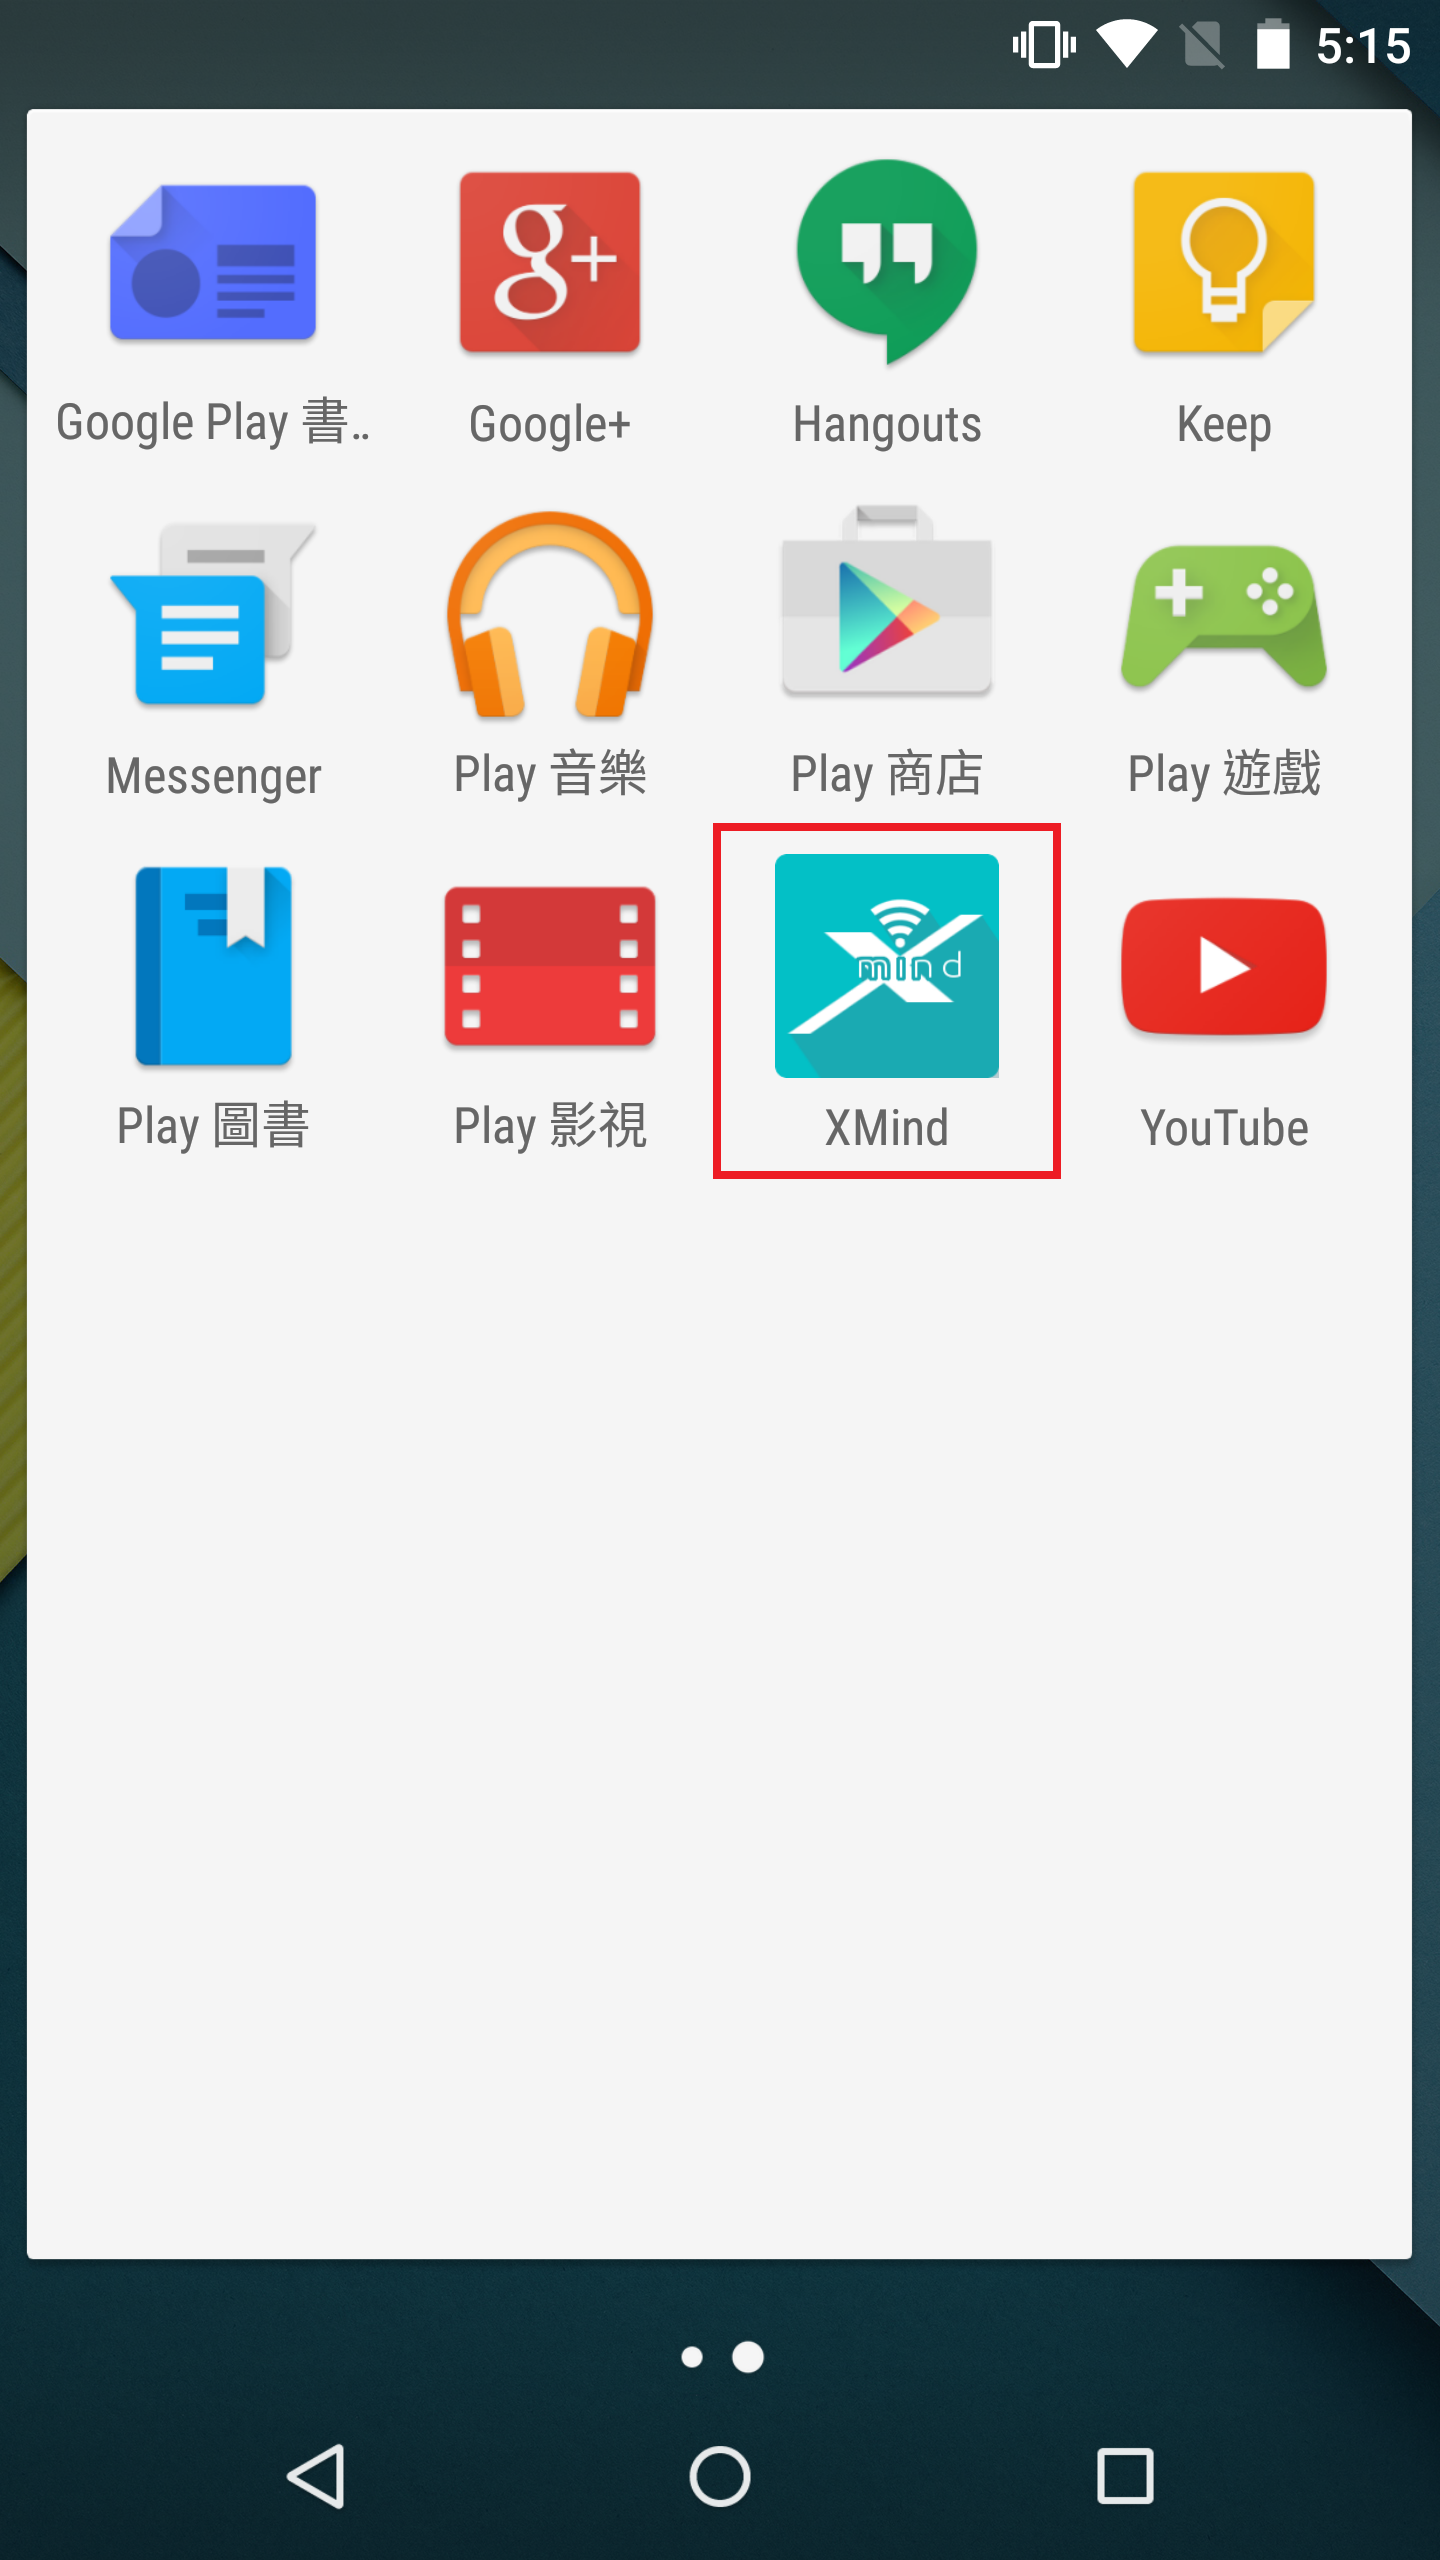 5:15
g+
Google Play 書..
Google+
Hangouts
Keep
Messenger
Play 音樂
Play 商店
Play 遊戲
mind
Play 圖書
Play 影視
XMind
YouTube